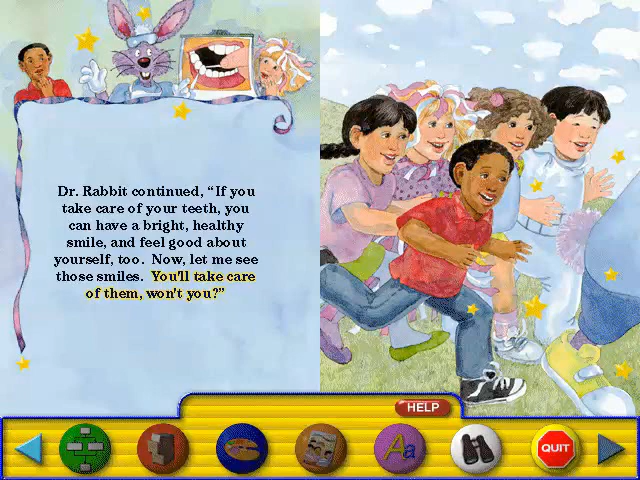 Dr. Rabbit continued, “If you
take care of your teeth, you
can have a bright, healthy
smile, and feel good about
yourself, too.  Now, let me see
those smiles.  You'll take care
of them, won't you?”
HELP
Aa
QUIT